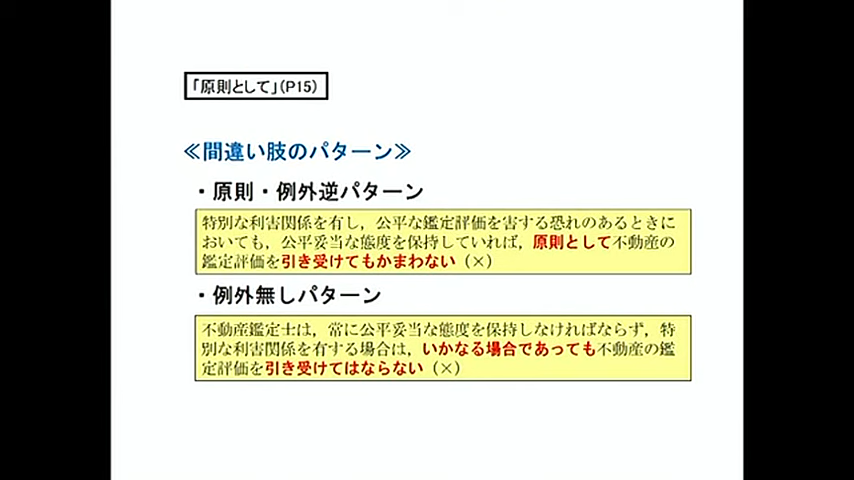 「原則として」（P15）
≪間違い肢のパターン≫
・原則・例外逆パターン
特別な利害関係を有し，公平な鑑定評価を害する恐れのあるときに
おいても，公平妥当な態度を保持していれば，原則として不動産の
鑑定評価を引き受けてもかまわない（×）
・例外無しパターン
不動産鑑定士は，常に公平妥当な態度を保持しなければならず，特
別な利害関係を有する場合は，いかなる場合であっても不動産の鑑
定評価を引き受けてはならない（×）